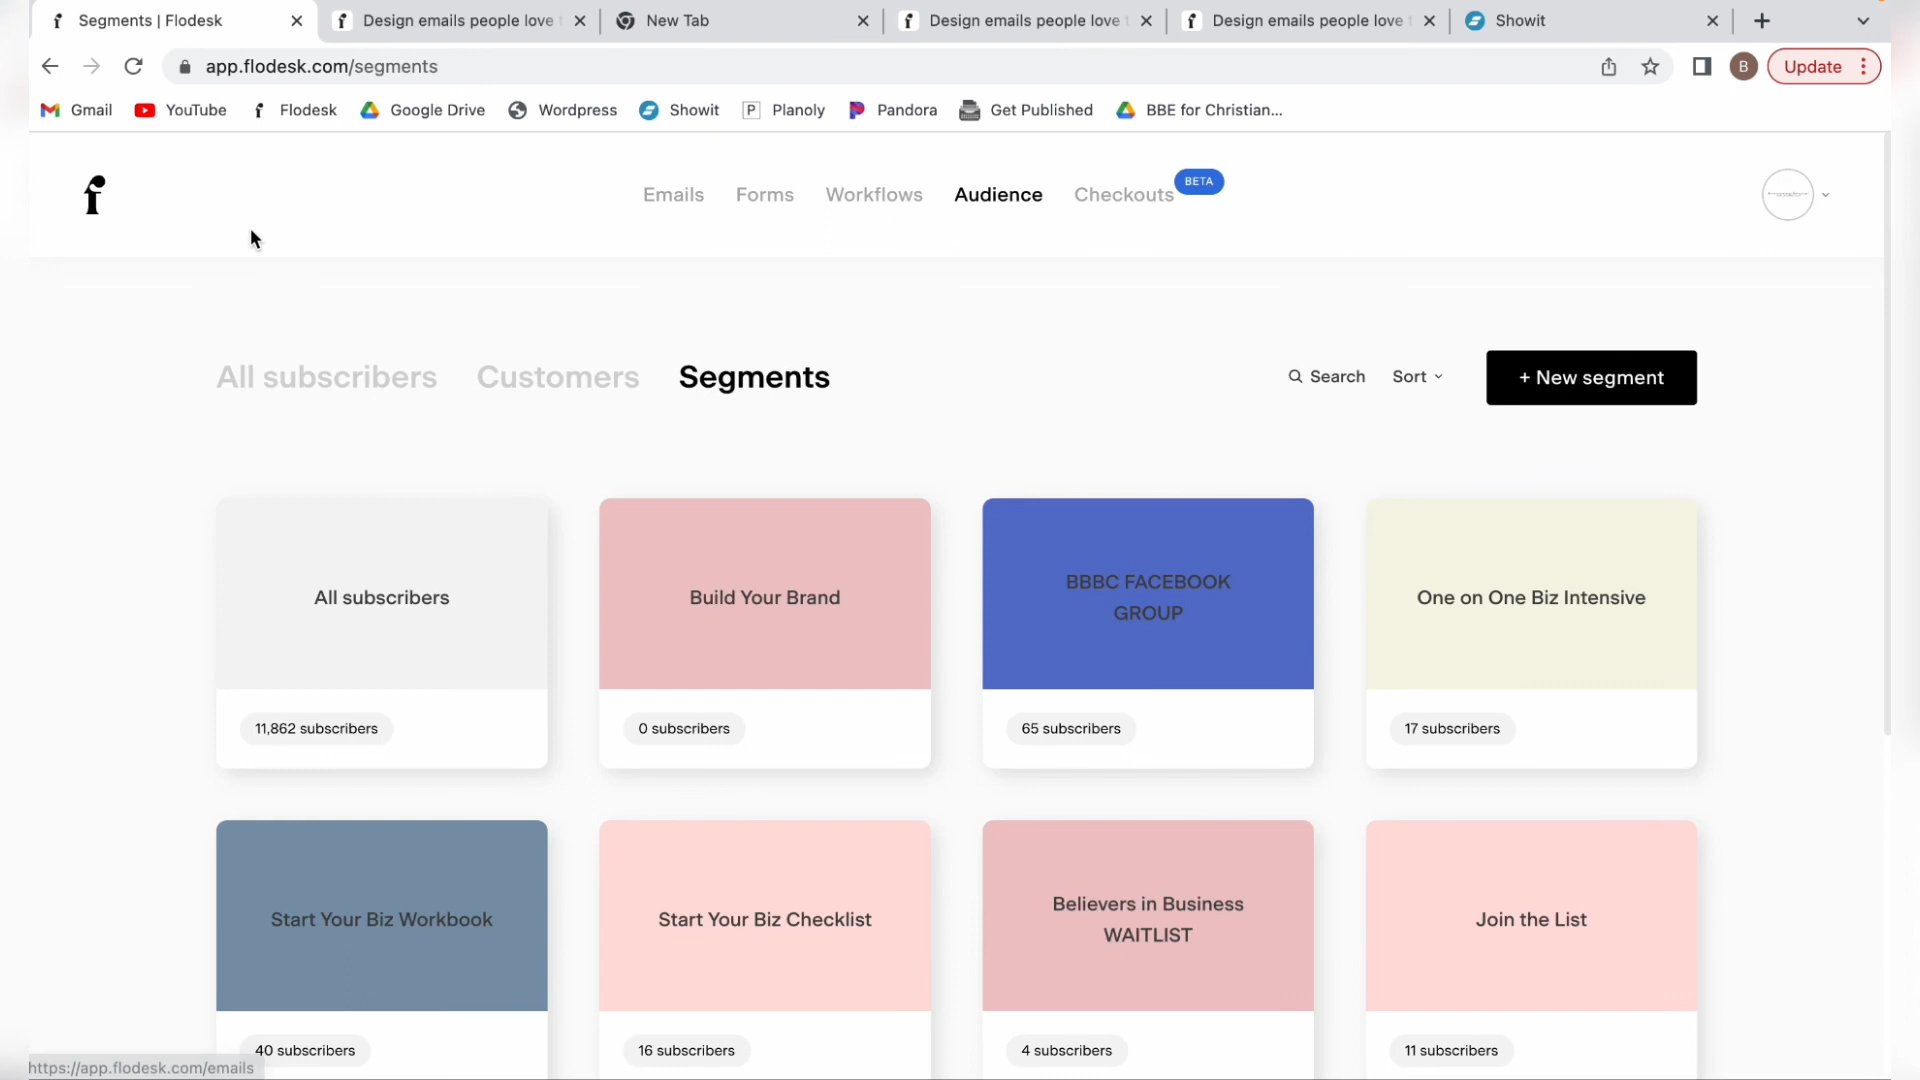 Segments | Flodesk
Design emails people love
New Tab
Design emails people love
Design emails people love
Showit
app.flodesk.com/segments
B
Update
Gmail
YouTube
Flodesk
Google Drive
Wordpress
Showit
P Planoly
Pandora
Get Published
BBE for Christian...
f
Emails
Forms
Workflows
Audience
Checkouts
BETA
All subscribers
Customers
Segments
Search
Sort
+ New segment
All subscribers
11,862 subscribers
Build Your Brand
0 subscribers
BBBC FACEBOOK
GROUP
65 subscribers
One on One Biz Intensive
17 subscribers
Start Your Biz Workbook
40 subscribers
Start Your Biz Checklist
16 subscribers
Believers in Business
WAITLIST
4 subscribers
Join the List
11 subscribers
https://app.flodesk.com/emails